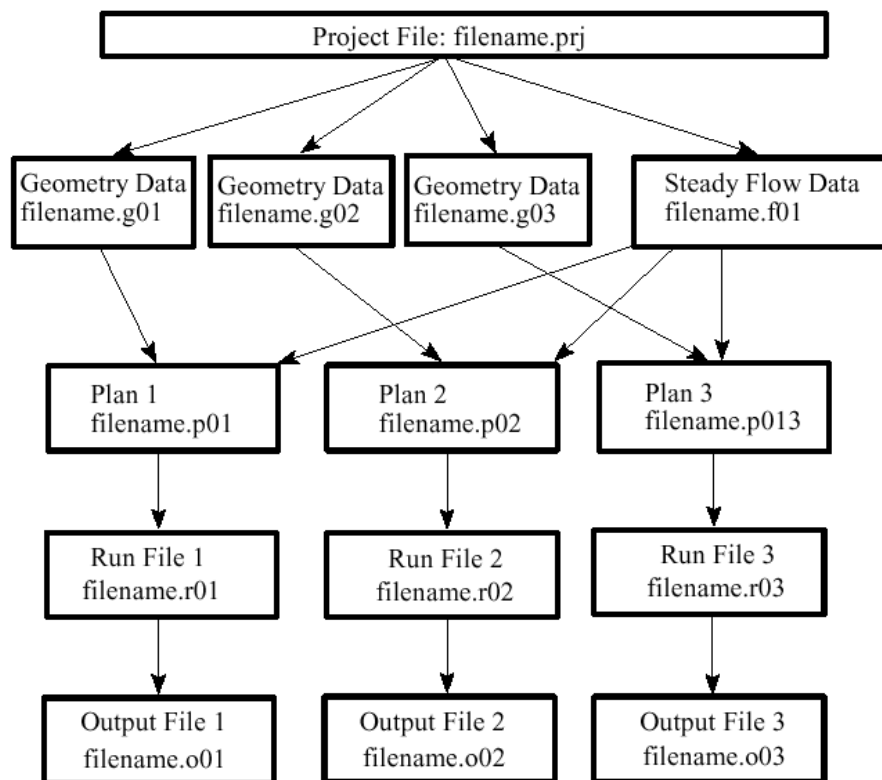 Project File: filename.prj
Geometry Data
filename.g01
Geometry Data
filename.g02
Geometry Data
filename.g03
Steady Flow Data
filename.f01
Plan 1
filename.p01
Plan 2
filename.p02
Plan 3
filename.p013
Run File 1
filename.r01
Run File 2
filename.r02
Run File 3
filename.r03
Output File 1
filename.o01
Output File 2
filename.o02
Output File 3
filename.o03